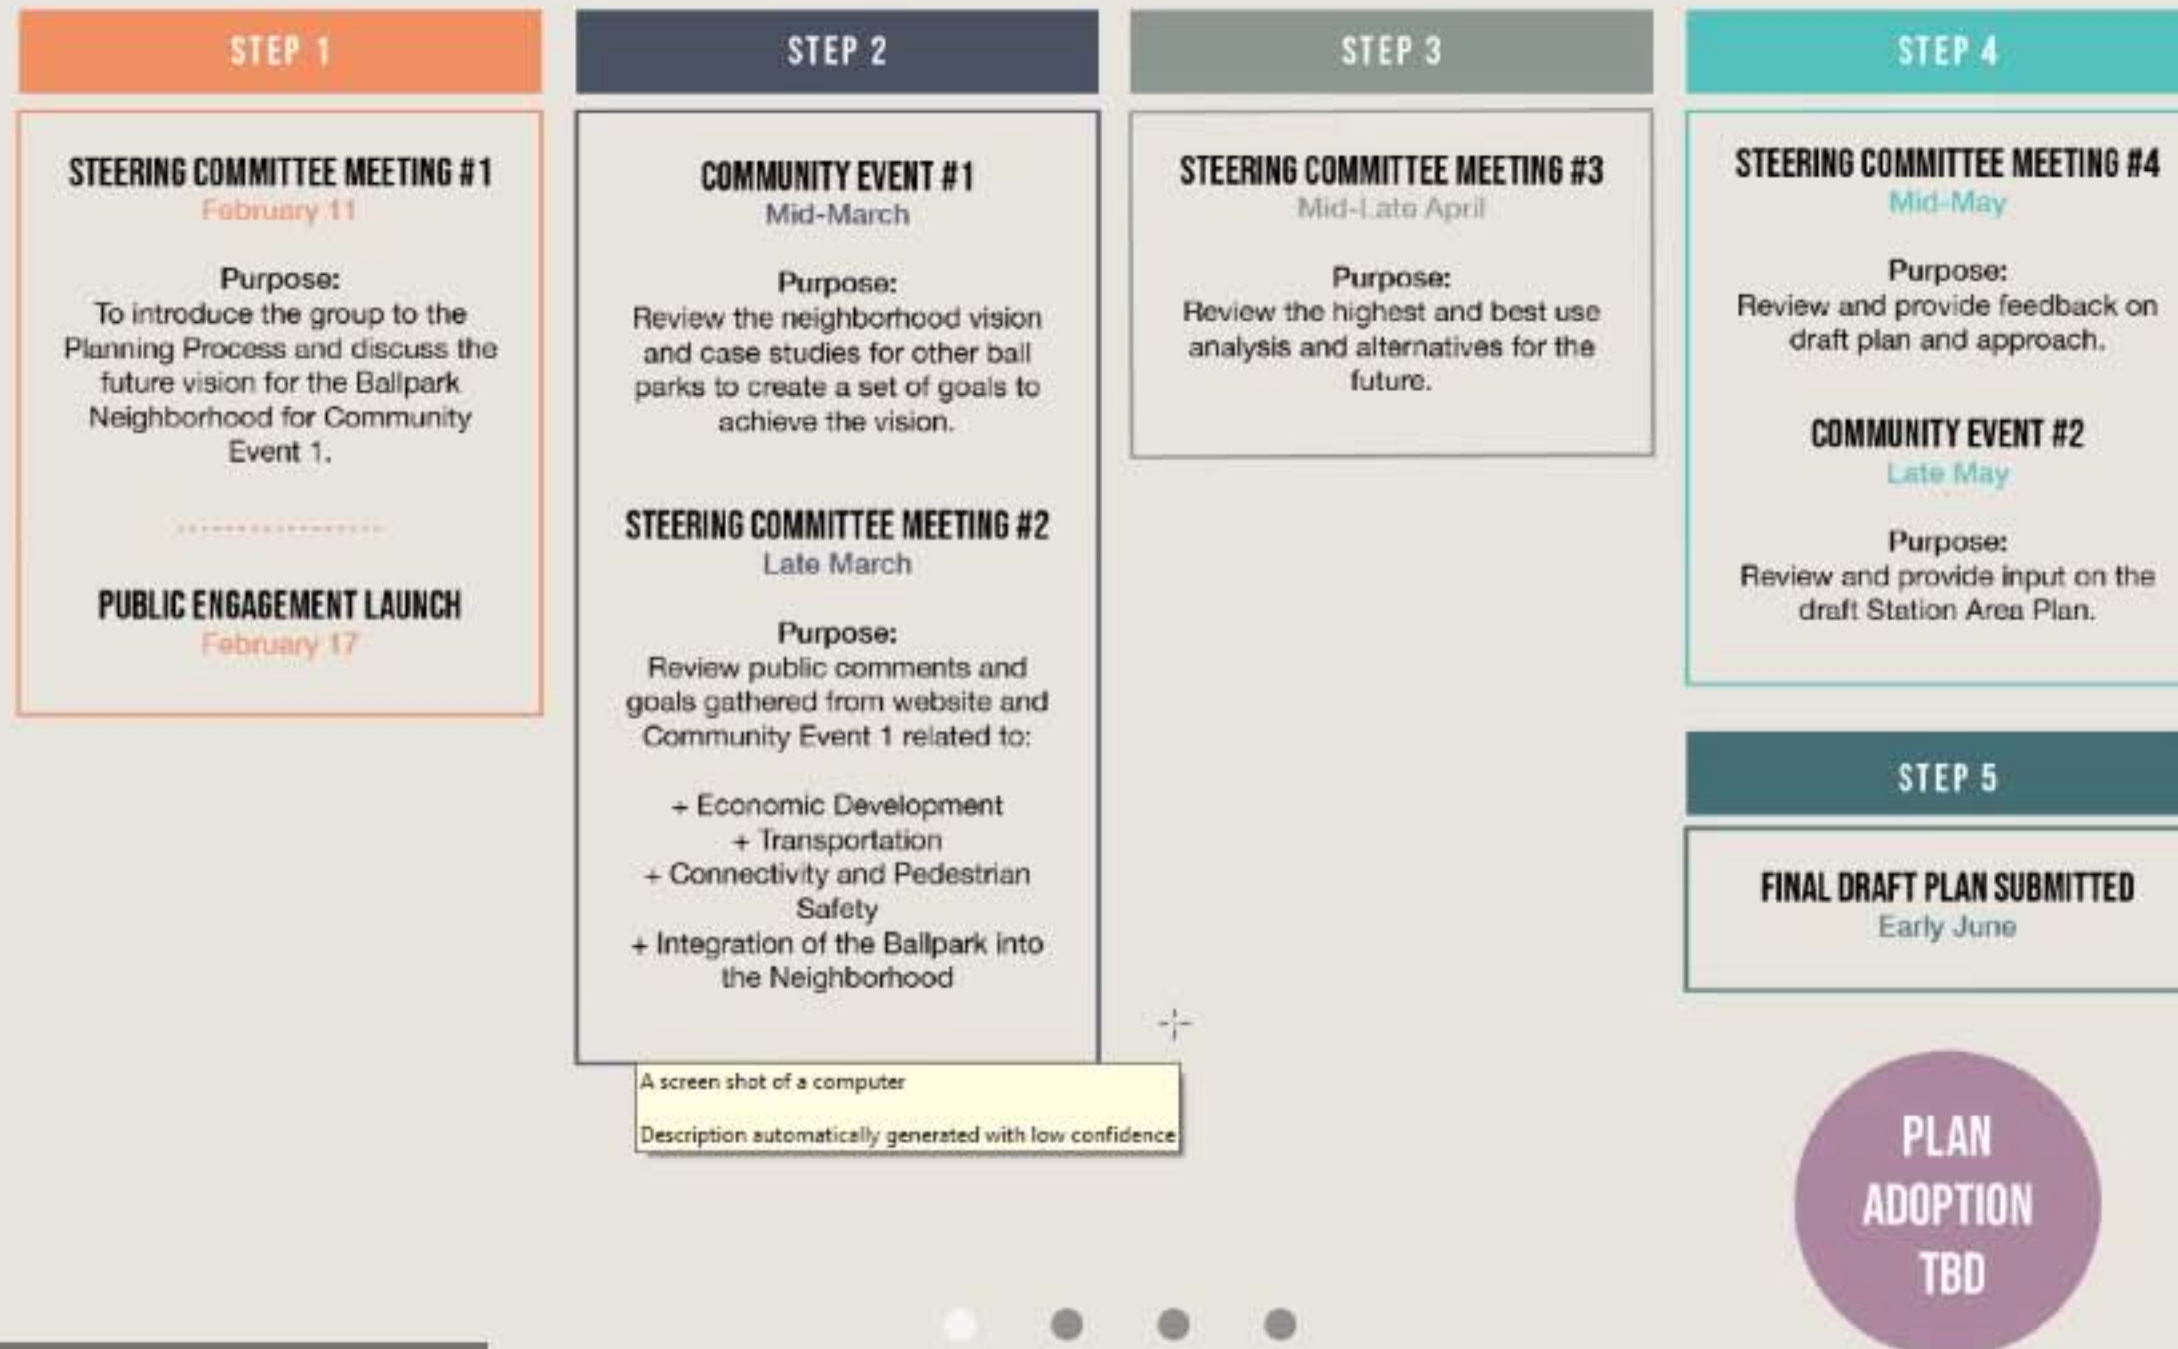 STEP 1
STEERING COMMITTEE MEETING #1
February 11
Purpose:
To introduce the group to the
Planning Process and discuss the
future vision for the Ballpark
Neighborhood for Community
Event 1.
PUBLIC ENGAGEMENT LAUNCH
February 17
STEP 2
COMMUNITY EVENT #1
Mid-March
Purpose:
Review the neighborhood vision
and case studies for other ball
parks to create a set of goals to
achieve the vision.
STEERING COMMITTEE MEETING #2
Late March
Purpose:
Review public comments and
goals gathered from website and
Community Event 1 related to:
+ Economic Development
+ Transportation
+ Connectivity and Pedestrian
Safety
+ Integration of the Ballpark into
the Neighborhood
A screen shot of a computer
Description automatically generated with low confidence
STEP 3
STEERING COMMITTEE MEETING #3
Mid-Late April
Purpose:
Review the highest and best use
analysis and alternatives for the
future.
STEP 4
STEERING COMMITTEE MEETING #4
Mid-May
Purpose:
Review and provide feedback on
draft plan and approach.
COMMUNITY EVENT #2
Late May
Purpose:
Review and provide input on the
draft Station Area Plan.
STEP 5
FINAL DRAFT PLAN SUBMITTED
Early June
PLAN
ADOPTION
TBD